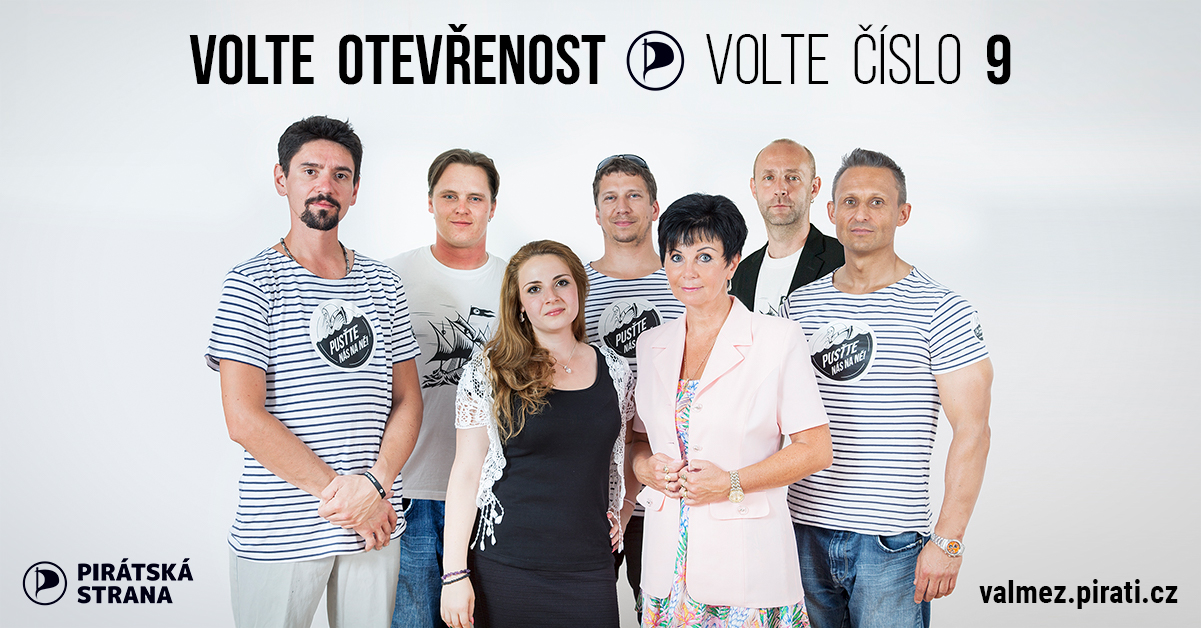 VOLTE OTEVŘENOST VOLTE ČÍSLO 9
PUSŤTE
NÁS NA NĚ!
PUSŤTE
NÁS NA
PUSŤTE
NÁS NA NĚ!
PIRÁTSKÁ
STRANA
valmez.pirati.cz